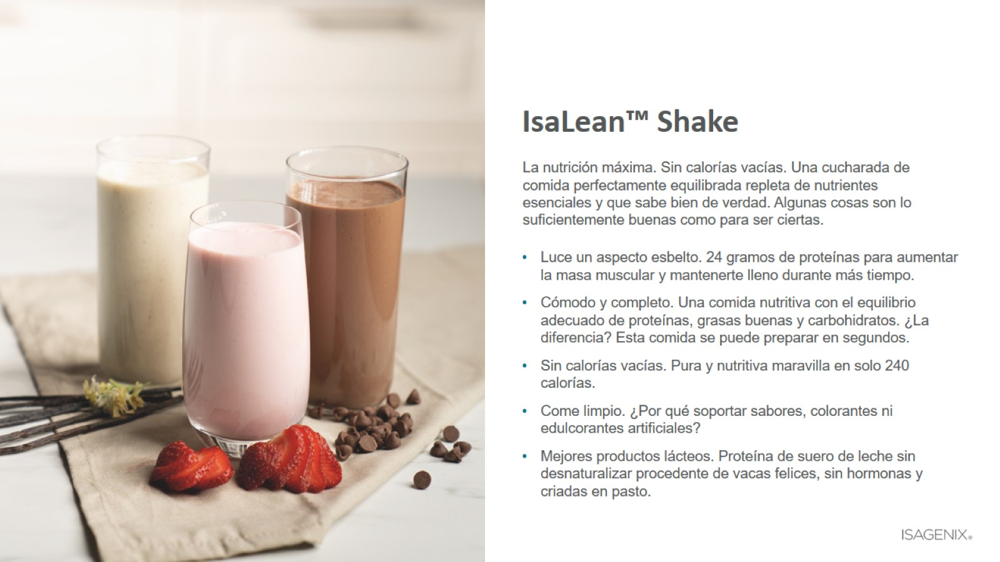 IsaLean™ Shake
La nutrición máxima. Sin calorías vacías. Una cucharada de
comida perfectamente equilibrada repleta de nutrientes
esenciales y que sabe bien de verdad. Algunas cosas son lo
suficientemente buenas como para ser ciertas.
• Luce un aspecto esbelto. 24 gramos de proteínas para aumentar
la masa muscular y mantenerte lleno durante más tiempo.
• Cómodo y completo. Una comida nutritiva con el equilibrio
adecuado de proteínas, grasas buenas y carbohidratos. ¿La
diferencia? Esta comida se puede preparar en segundos.
• Sin calorías vacías. Pura y nutritiva maravilla en solo 240
calorías.
• Come limpio. ¿Por qué soportar sabores, colorantes ni
edulcorantes artificiales?
• Mejores productos lácteos. Proteína de suero de leche sin
desnaturalizar procedente de vacas felices, sin hormonas y
criadas en pasto.
ISAGENIX®